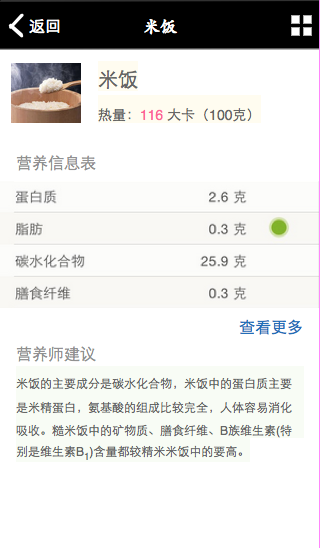 返回
米饭
米饭
热量：116 大卡（100克）
营养信息表
蛋白质 2.6 克
脂肪 0.3 克
碳水化合物 25.9 克
膳食纤维 0.3 克
查看更多
营养师建议
米饭的主要成分是碳水化合物，米饭中的蛋白质主要
是米精蛋白，氨基酸的组成比较完全，人体容易消化
吸收。糙米饭中的矿物质、膳食纤维、B族维生素(特
别是维生素B1)含量都较精米米饭中的要高。